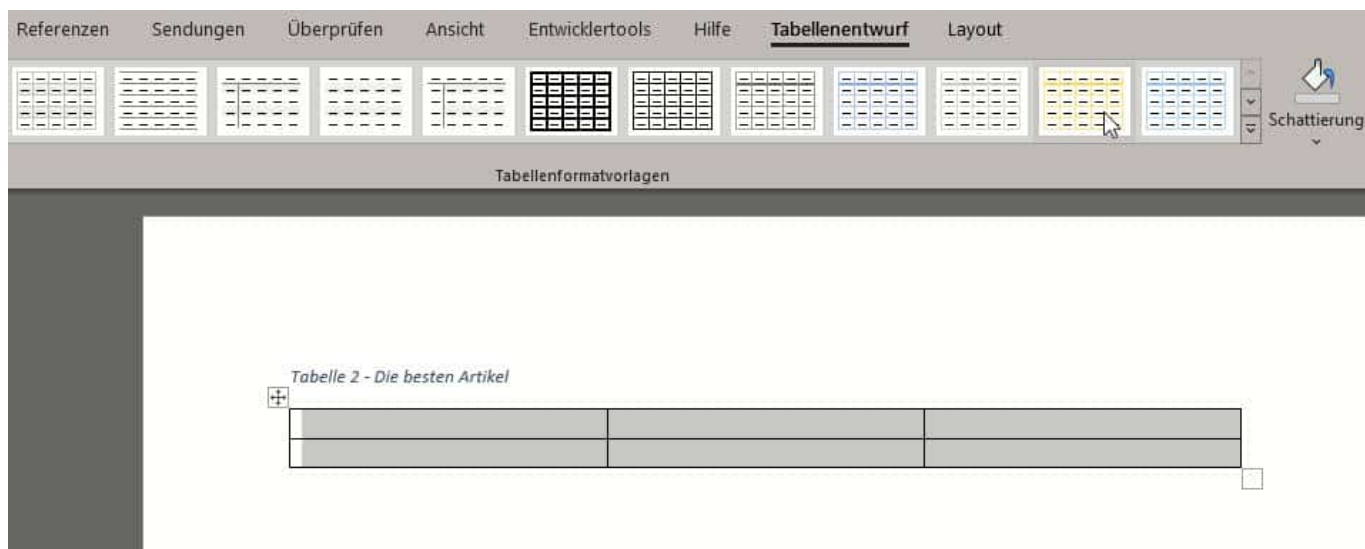 Referenzen Sendungen Überprüfen Ansicht Entwicklertools Hilfe Tabellenentwurf Layout
Schattierung
Tabellenformatvorlagen
Tabelle 2 - Die besten Artikel